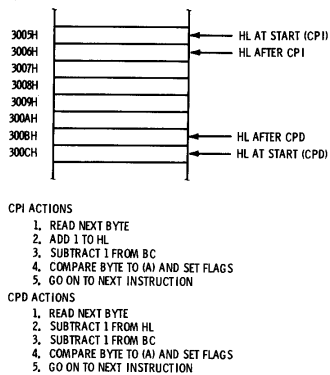 3005H HL AT START (CPI)
3006H HL AFTER CPI
3007H
3008H
3009H
300AH
300BH HL AFTER CPD
300CH HL AT START (CPD)
CPI ACTIONS
1. READ NEXT BYTE
2. ADD 1 TO HL
3. SUBTRACT 1 FROM BC
4. COMPARE BYTE TO (A) AND SET FLAGS
5. GO ON TO NEXT INSTRUCTION
CPD ACTIONS
1. READ NEXT BYTE
2. SUBTRACT 1 FROM HL
3. SUBTRACT 1 FROM BC
4. COMPARE BYTE TO (A) AND SET FLAGS
5. GO ON TO NEXT INSTRUCTION